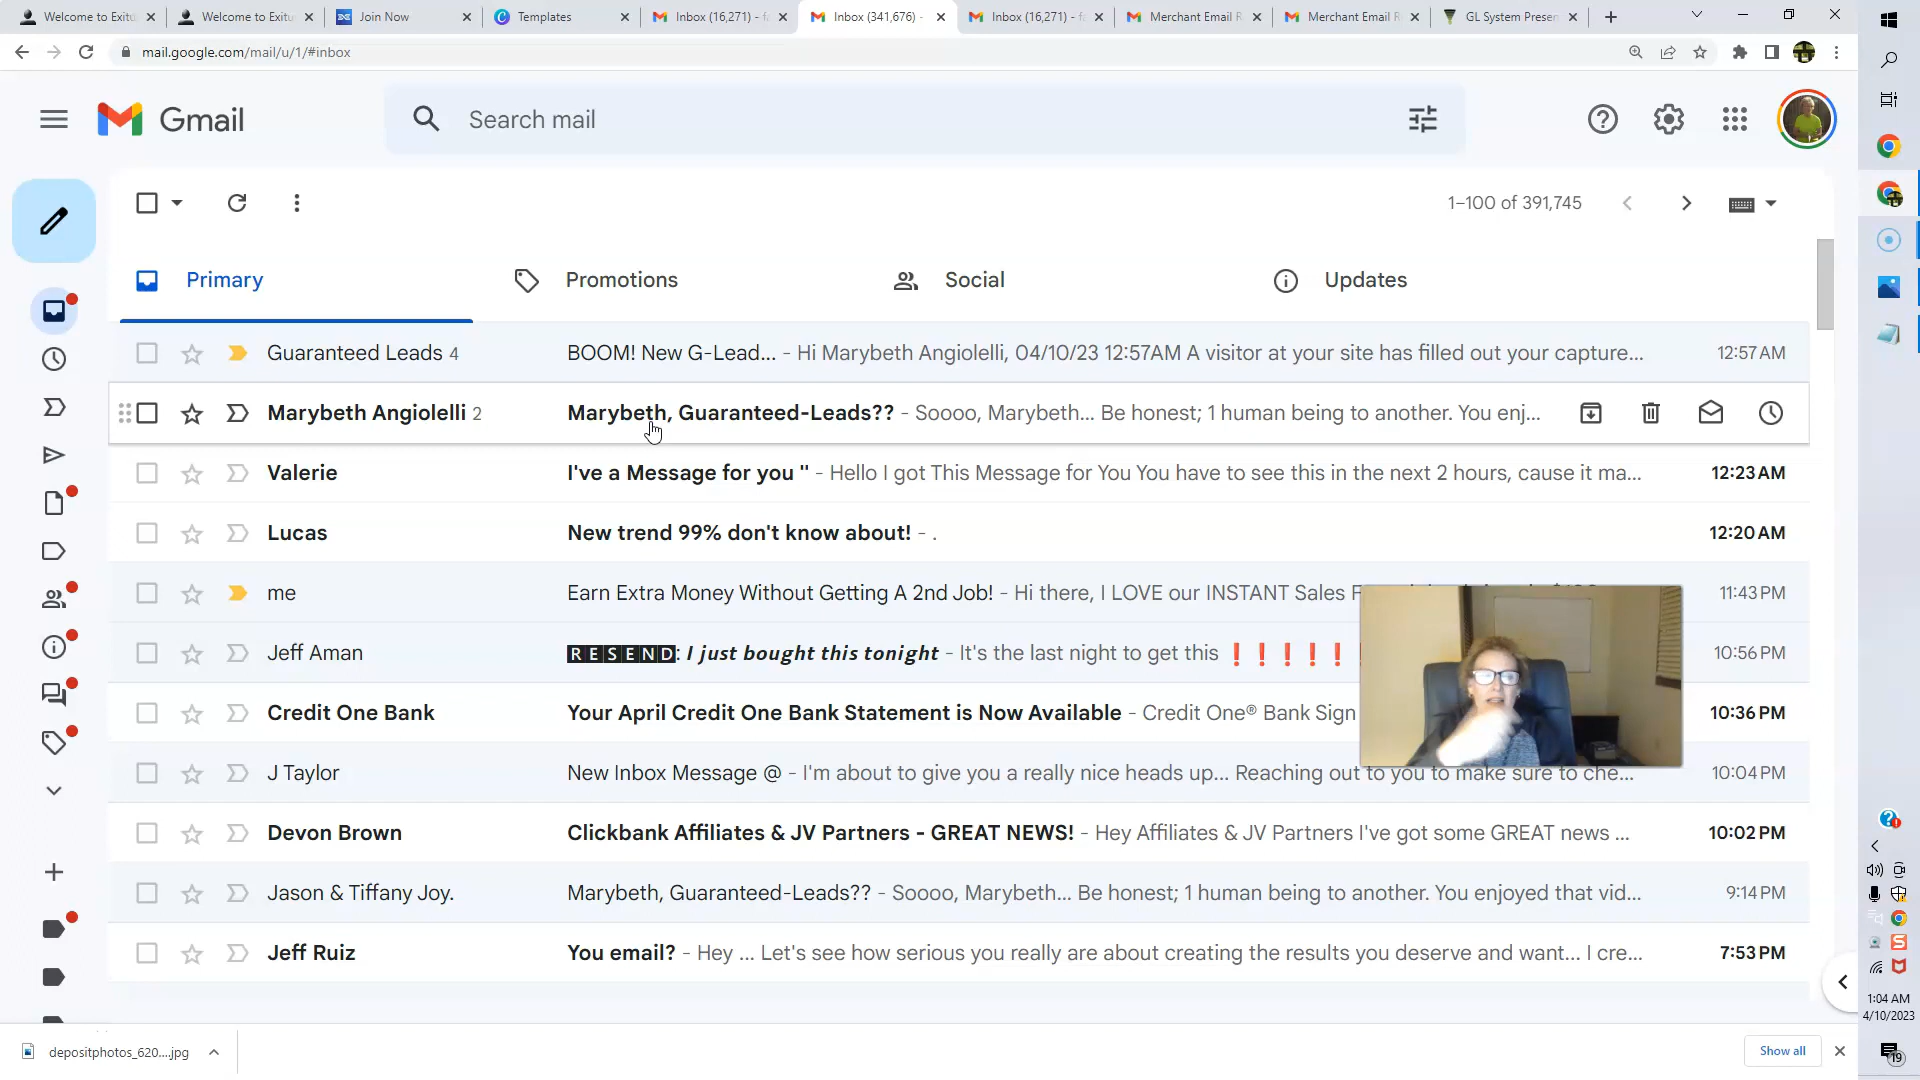 Welcome to Exitu
Welcome to Exitu
Join Now
Templates
Inbox (16,271) - fa
Inbox (341,676) -
Inbox (16,271) - fa
Merchant Email R
Merchant Email R
GL System Presen
mail.google.com/mail/u/1/#inbox
Gmail
Search mail
1–100 of 391,745
Primary
Promotions
Social
Updates
Guaranteed Leads 4 BOOM! New G-Lead... - Hi Marybeth Angiolelli, 04/10/23 12:57AM A visitor at your site has filled out your capture... 12:57 AM
Marybeth Angiolelli 2 Marybeth, Guaranteed-Leads?? - Soooo, Marybeth... Be honest; 1 human being to another. You enj...
Valerie I've a Message for you " - Hello I got This Message for You You have to see this in the next 2 hours, cause it ma... 12:23 AM
Lucas New trend 99% don't know about! - . 12:20 AM
me Earn Extra Money Without Getting A 2nd Job! - Hi there, I LOVE our INSTANT Sales 11:43 PM
Jeff Aman RESEND: I just bought this tonight - It's the last night to get this ❗❗❗❗❗ 10:56 PM
Credit One Bank Your April Credit One Bank Statement is Now Available - Credit One® Bank Sign 10:36 PM
J Taylor New Inbox Message @ - I'm about to give you a really nice heads up... Reaching out to you to make sure to che... 10:04 PM
Devon Brown Clickbank Affiliates & JV Partners - GREAT NEWS! - Hey Affiliates & JV Partners I've got some GREAT news ... 10:02 PM
Jason & Tiffany Joy. Marybeth, Guaranteed-Leads?? - Soooo, Marybeth... Be honest; 1 human being to another. You enjoyed that vid... 9:14 PM
Jeff Ruiz You email? - Hey ... Let's see how serious you really are about creating the results you deserve and want... I cre... 7:53 PM
depositphotos_620....jpg
Show all
1:04 AM
4/10/2023
19